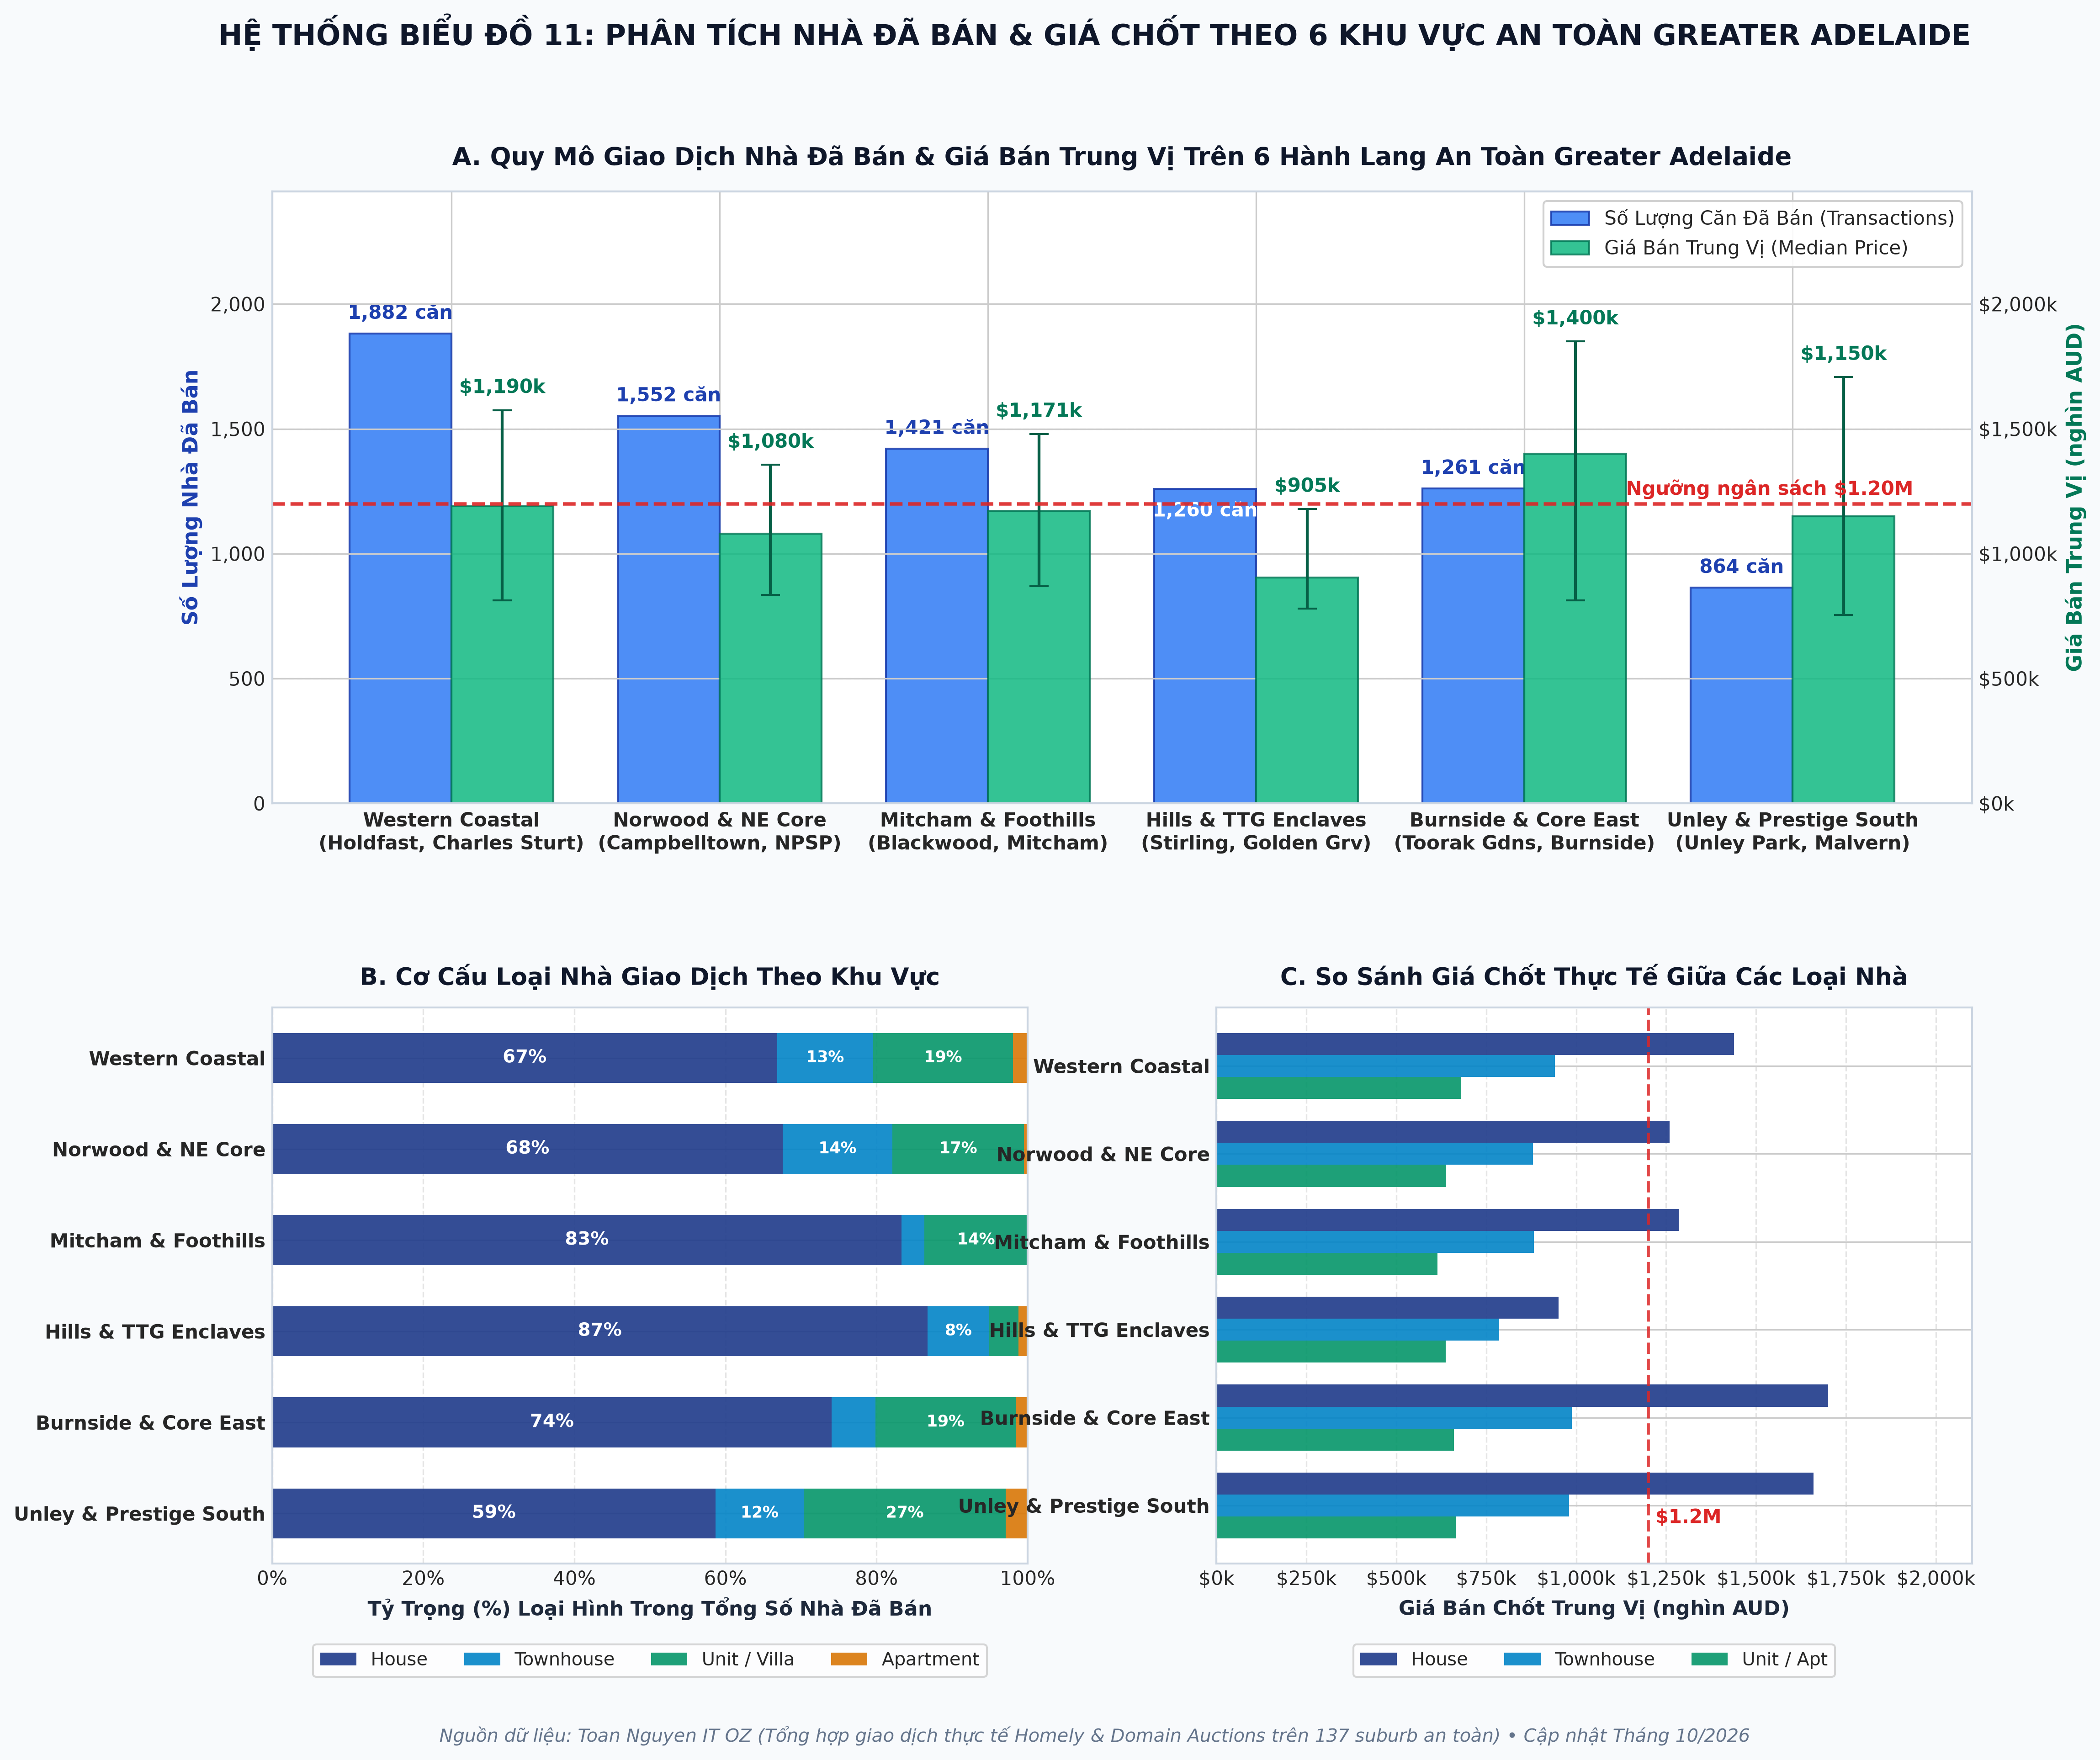 HỆ THỐNG BIỂU ĐỒ 11: PHÂN TÍCH NHÀ ĐÃ BÁN & GIÁ CHỐT THEO 6 KHU VỰC AN TOÀN GREATER ADELAIDE
A. Quy Mô Giao Dịch Nhà Đã Bán & Giá Bán Trung Vị Trên 6 Hành Lang An Toàn Greater Adelaide
Số Lượng Căn Đã Bán (Transactions)
Giá Bán Trung Vị (Median Price)
Số Lượng Nhà Đã Bán
2,000
1,500
1,000
500
0
1,882 căn
$1,190k
1,552 căn
$1,080k
1,421 căn
$1,171k
1,260 căn
$905k
1,261 căn
$1,400k
864 căn
$1,150k
Ngưỡng ngân sách $1.20M
$2,000k
$1,500k
$1,000k
$500k
$0k
Giá Bán Trung Vị (nghìn AUD)
Western Coastal
(Holdfast, Charles Sturt)
Norwood & NE Core
(Campbelltown, NPSP)
Mitcham & Foothills
(Blackwood, Mitcham)
Hills & TTG Enclaves
(Stirling, Golden Grv)
Burnside & Core East
(Toorak Gdns, Burnside)
Unley & Prestige South
(Unley Park, Malvern)
B. Cơ Cấu Loại Nhà Giao Dịch Theo Khu Vực
Western Coastal
67%
13%
19%
Norwood & NE Core
68%
14%
17%
Mitcham & Foothills
83%
14%
Hills & TTG Enclaves
87%
8%
Burnside & Core East
74%
19%
Unley & Prestige South
59%
12%
27%
0%
20%
40%
60%
80%
100%
Tỷ Trọng (%) Loại Hình Trong Tổng Số Nhà Đã Bán
House
Townhouse
Unit / Villa
Apartment
C. So Sánh Giá Chốt Thực Tế Giữa Các Loại Nhà
Western Coastal
Norwood & NE Core
Mitcham & Foothills
Hills & TTG Enclaves
Burnside & Core East
Unley & Prestige South
$1.2M
$0k
$250k
$500k
$750k
$1,000k
$1,250k
$1,500k
$1,750k
$2,000k
Giá Bán Chốt Trung Vị (nghìn AUD)
House
Townhouse
Unit / Apt
Nguồn dữ liệu: Toan Nguyen IT OZ (Tổng hợp giao dịch thực tế Homely & Domain Auctions trên 137 suburb an toàn) • Cập nhật Tháng 10/2026